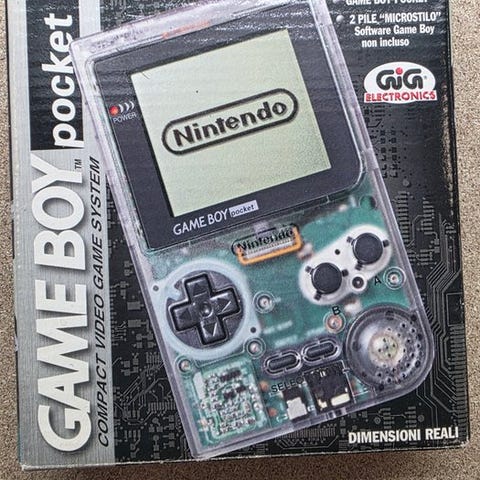 GAME BOY POCKET
• 2 PILE "MICROSTILO"
Software Game Boy
non incluso
GiG
ELECTRONICS
GAME BOY™ pocket
COMPACT VIDEO GAME SYSTEM
POWER
Nintendo
GAME BOY pocket
Nintendo
A
B
SELECT
DIMENSIONI REALI